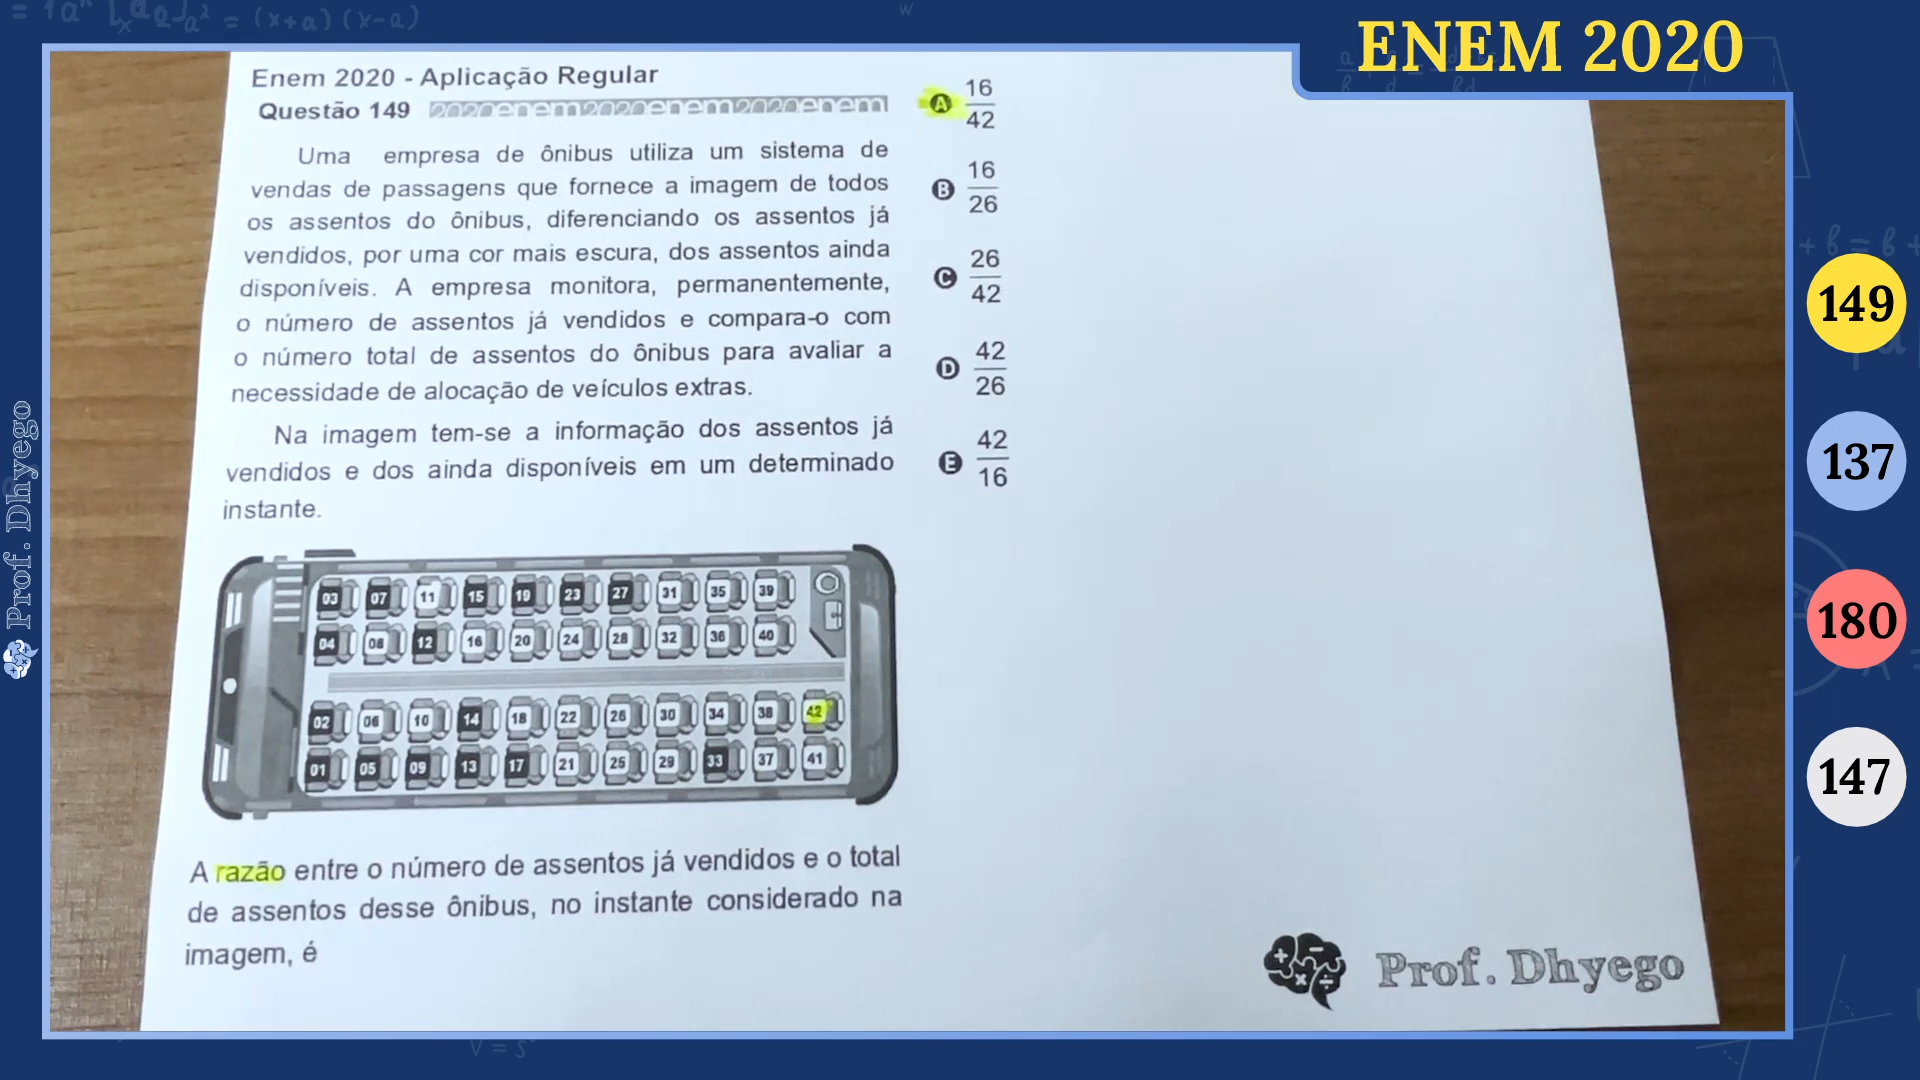 ENEM 2020
Enem 2020 - Aplicação Regular
Questão 149 2020enem2020enem2020enem
Uma empresa de ônibus utiliza um sistema de
vendas de passagens que fornece a imagem de todos
os assentos do ônibus, diferenciando os assentos já
vendidos, por uma cor mais escura, dos assentos ainda
disponíveis. A empresa monitora, permanentemente,
o número de assentos já vendidos e compara-o com
o número total de assentos do ônibus para avaliar a
necessidade de alocação de veículos extras.
Na imagem tem-se a informação dos assentos já
vendidos e dos ainda disponíveis em um determinado
instante.
03 07 11 15 19 23 27 31 35 39
04 08 12 16 20 24 28 32 36 40
02 06 10 14 18 22 26 30 34 38 42
01 05 09 13 17 21 25 29 33 37 41
A razão entre o número de assentos já vendidos e o total
de assentos desse ônibus, no instante considerado na
imagem, é
A 16/42
B 16/26
C 26/42
D 42/26
E 42/16
Prof. Dhyego
149
137
180
147
Prof. Dhyego
= (x+a) (x-a)